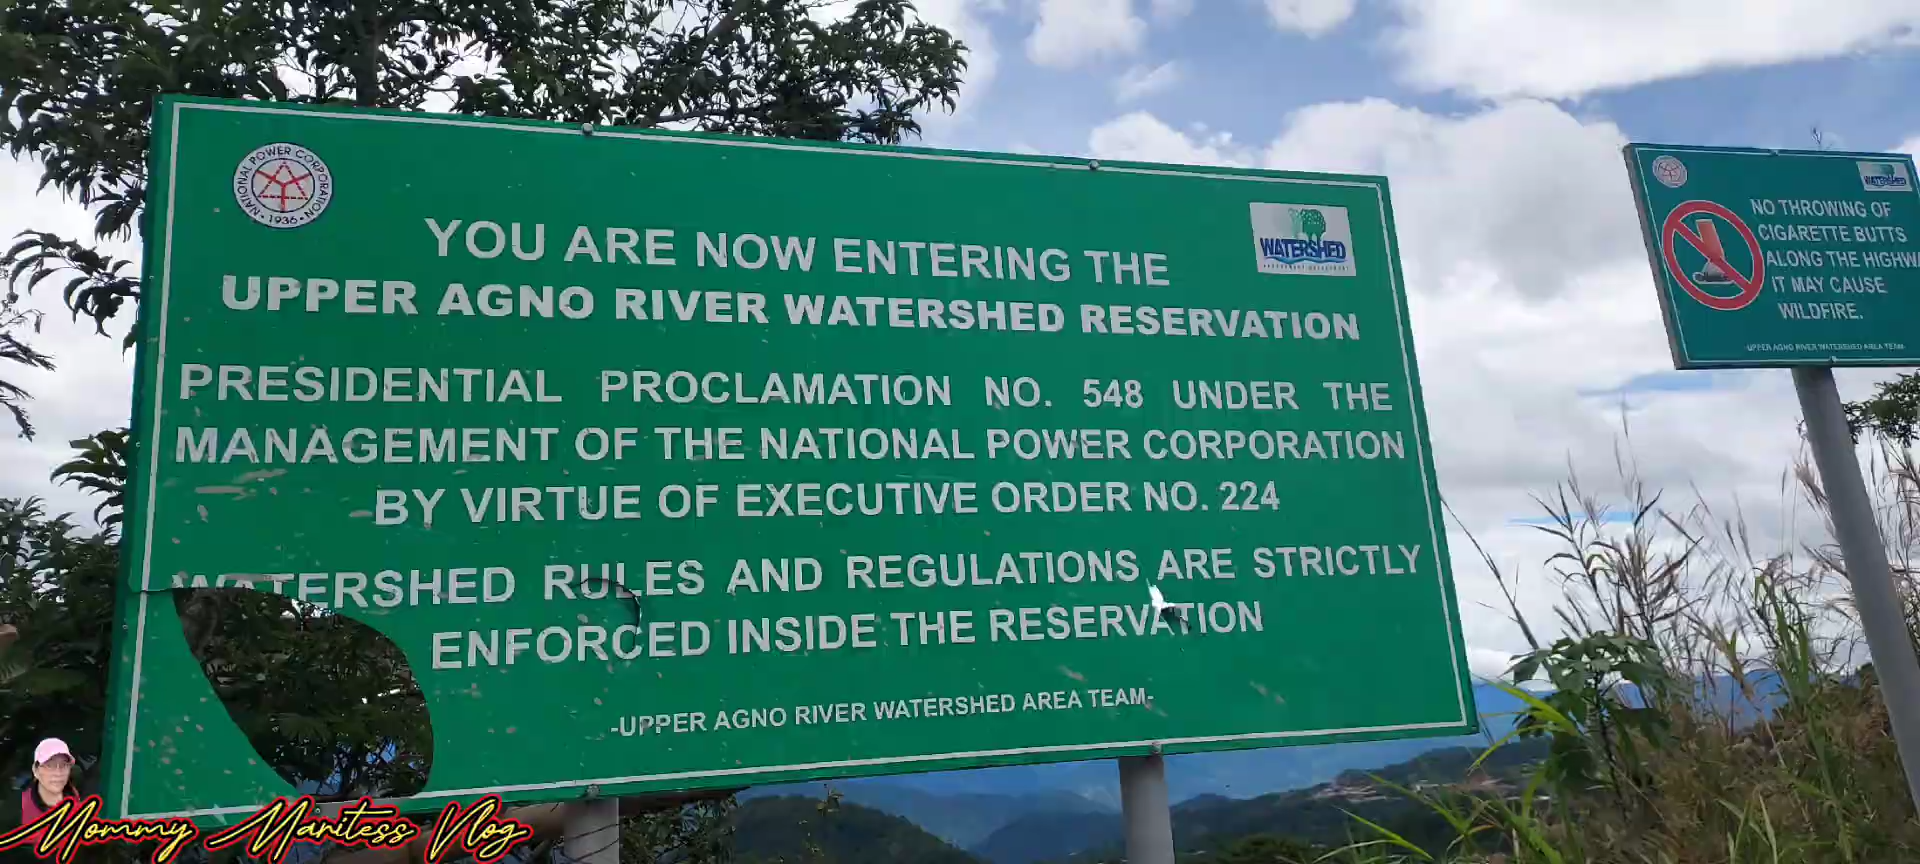 NATIONAL POWER CORPORATION
1936
WATERSHED
YOU ARE NOW ENTERING THE
UPPER AGNO RIVER WATERSHED RESERVATION
PRESIDENTIAL PROCLAMATION NO. 548 UNDER THE
MANAGEMENT OF THE NATIONAL POWER CORPORATION
BY VIRTUE OF EXECUTIVE ORDER NO. 224
WATERSHED RULES AND REGULATIONS ARE STRICTLY
ENFORCED INSIDE THE RESERVATION
-UPPER AGNO RIVER WATERSHED AREA TEAM-
WATERSHED
NO THROWING OF
CIGARETTE BUTTS
ALONG THE HIGHWA
IT MAY CAUSE
WILDFIRE.
-UPPER AGNO RIVER WATERSHED AREA TEAM-
Mommy Maritess Vlog